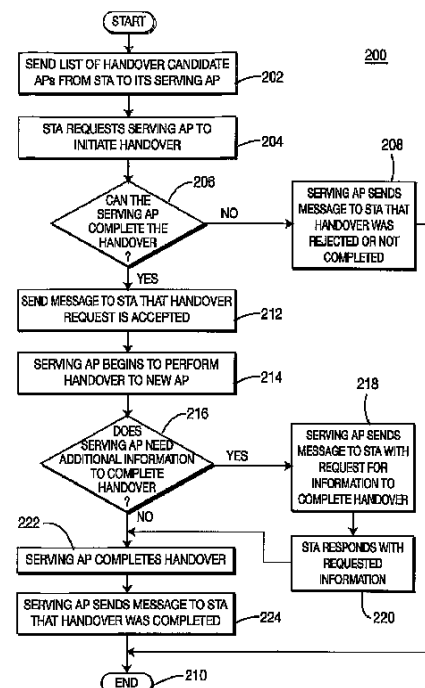 START
200
SEND LIST OF HANDOVER CANDIDATE
APs FROM STA TO ITS SERVING AP
202
STA REQUESTS SERVING AP TO
INITIATE HANDOVER
204
206
CAN THE
SERVING AP
COMPLETE THE
HANDOVER
?
NO
208
SERVING AP SENDS
MESSAGE TO STA THAT
HANDOVER WAS
REJECTED OR NOT
COMPLETED
YES
SEND MESSAGE TO STA THAT HANDOVER
REQUEST IS ACCEPTED
212
SERVING AP BEGINS TO PERFORM
HANDOVER TO NEW AP
214
216
DOES
SERVING AP NEED
ADDITIONAL INFORMATION
TO COMPLETE
HANDOVER
?
YES
218
SERVING AP SENDS
MESSAGE TO STA WITH
REQUEST FOR
INFORMATION TO
COMPLETE HANDOVER
NO
STA RESPONDS WITH
REQUESTED
INFORMATION
220
222
SERVING AP COMPLETES HANDOVER
SERVING AP SENDS MESSAGE TO STA
THAT HANDOVER WAS COMPLETED
224
END
210